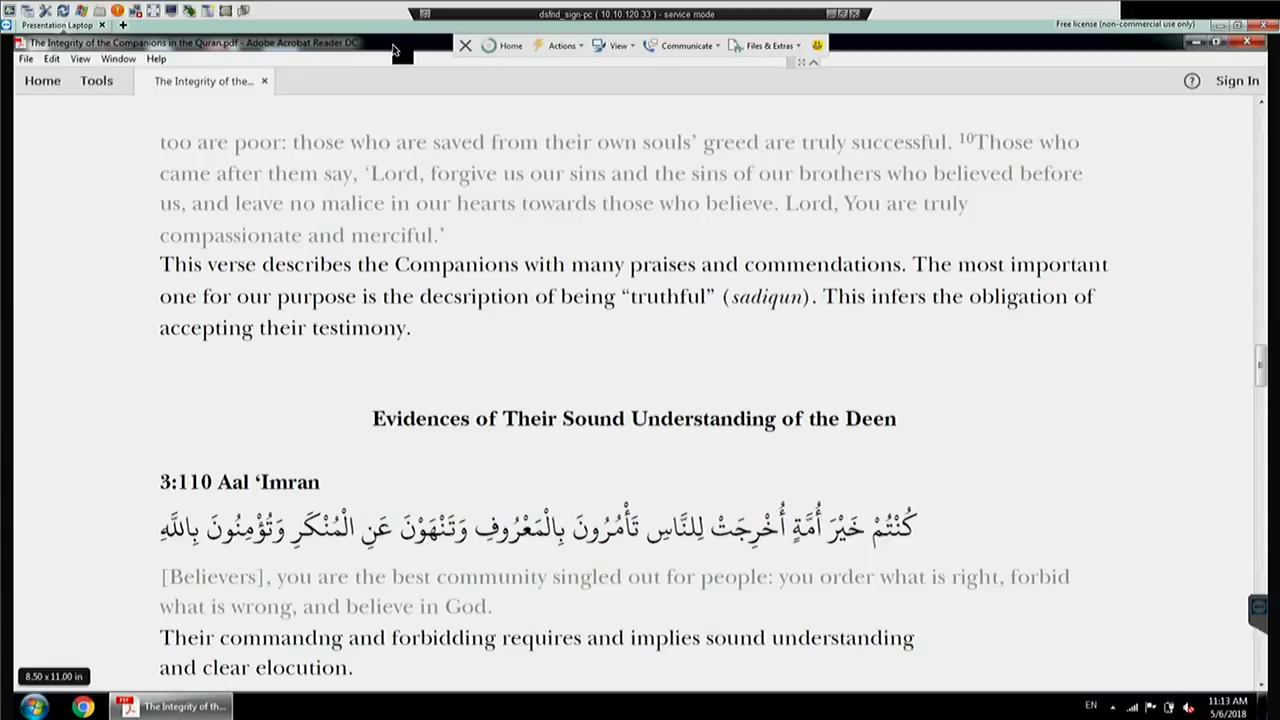 dsfnd_sign-pc ( 10.10.120.33 ) - service mode
Presentation Laptop
Free license (non-commercial use only)
The Integrity of the Companions in the Quran.pdf - Adobe Acrobat Reader DC
Home Actions View Communicate Files & Extras
File Edit View Window Help
Home Tools The Integrity of the... Sign In
too are poor: those who are saved from their own souls’ greed are truly successful. 10Those who
came after them say, ‘Lord, forgive us our sins and the sins of our brothers who believed before
us, and leave no malice in our hearts towards those who believe. Lord, You are truly
compassionate and merciful.’
This verse describes the Companions with many praises and commendations. The most important
one for our purpose is the decsription of being “truthful” (sadiqun). This infers the obligation of
accepting their testimony.
Evidences of Their Sound Understanding of the Deen
3:110 Aal ‘Imran
كُنْتُمْ خَيْرَ أُمَّةٍ أُخْرِجَتْ لِلنَّاسِ تَأْمُرُونَ بِالْمَعْرُوفِ وَتَنْهَوْنَ عَنِ الْمُنْكَرِ وَتُؤْمِنُونَ بِاللَّهِ
[Believers], you are the best community singled out for people: you order what is right, forbid
what is wrong, and believe in God.
Their commandng and forbidding requires and implies sound understanding
and clear elocution.
8.50 x 11.00 in
The Integrity of th...
EN
11:13 AM
5/6/2018